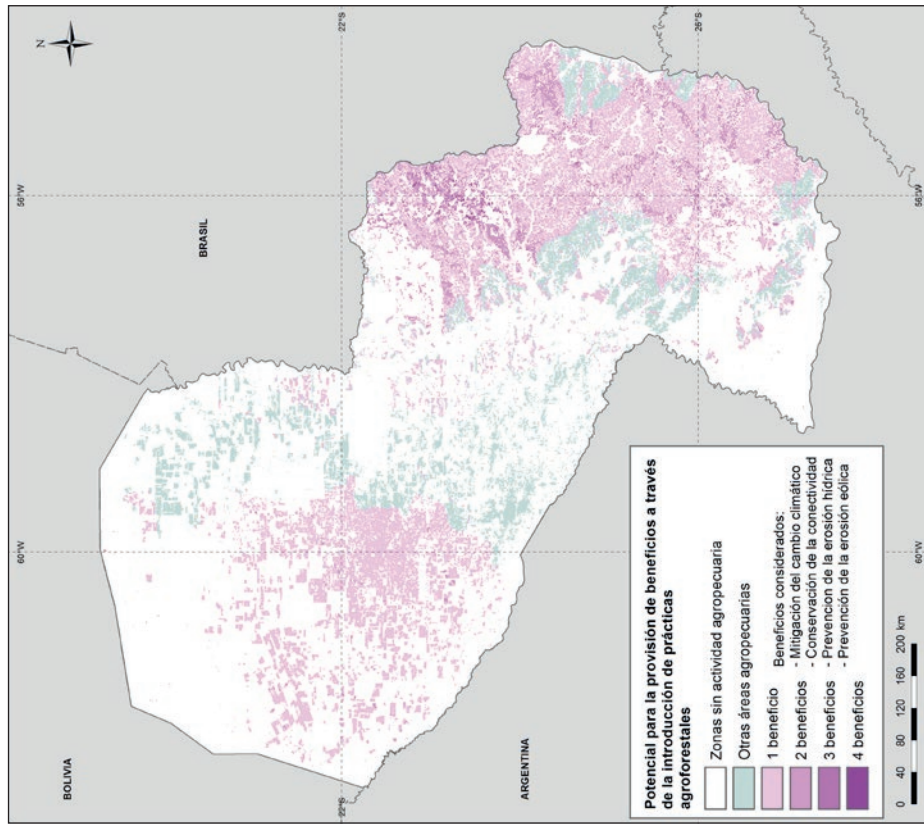 60°W
56°W
N
BOLIVIA
BRASIL
22°S
22°S
ARGENTINA
26°S
Potencial para la provisión de beneficios a través
de la introducción de prácticas
agroforestales
Zonas sin actividad agropecuaria
Otras áreas agropecuarias
1 beneficio
2 beneficios
3 beneficios
4 beneficios
Beneficios considerados:
- Mitigación del cambio climático
- Conservación de la conectividad
- Prevencion de la erosión hídrica
- Prevención de la erosión eólica
0 40 80 120 160 200 km
60°W
56°W